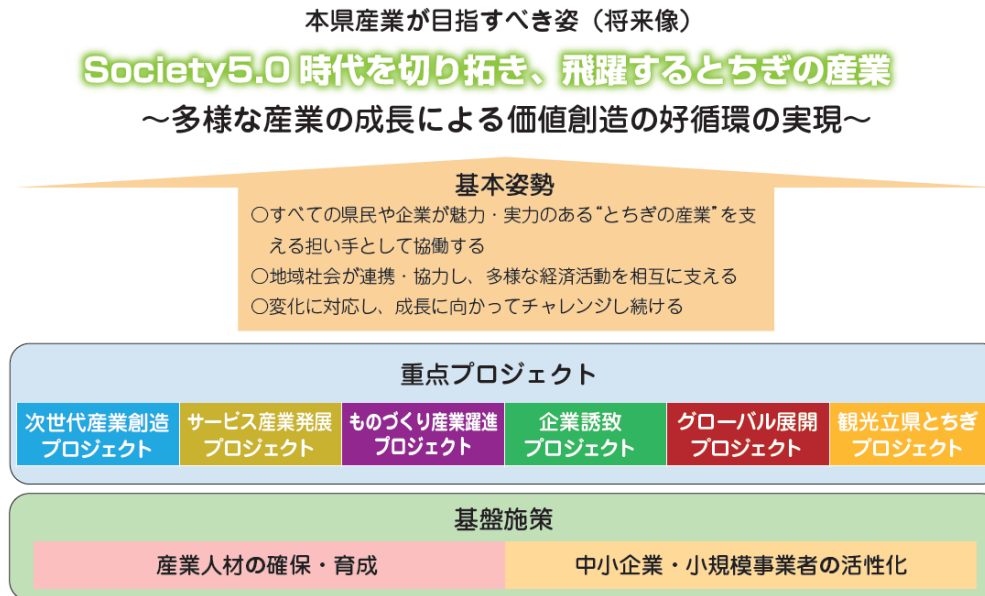 本県産業が目指すべき姿（将来像）
Society5.0 時代を切り拓き、飛躍するとちぎの産業
～多様な産業の成長による価値創造の好循環の実現～
基本姿勢
○すべての県民や企業が魅力・実力のある“とちぎの産業”を支
える担い手として協働する
○地域社会が連携・協力し、多様な経済活動を相互に支える
○変化に対応し、成長に向かってチャレンジし続ける
重点プロジェクト
次世代産業創造
プロジェクト
サービス産業発展
プロジェクト
ものづくり産業躍進
プロジェクト
企業誘致
プロジェクト
グローバル展開
プロジェクト
観光立県とちぎ
プロジェクト
基盤施策
産業人材の確保・育成
中小企業・小規模事業者の活性化